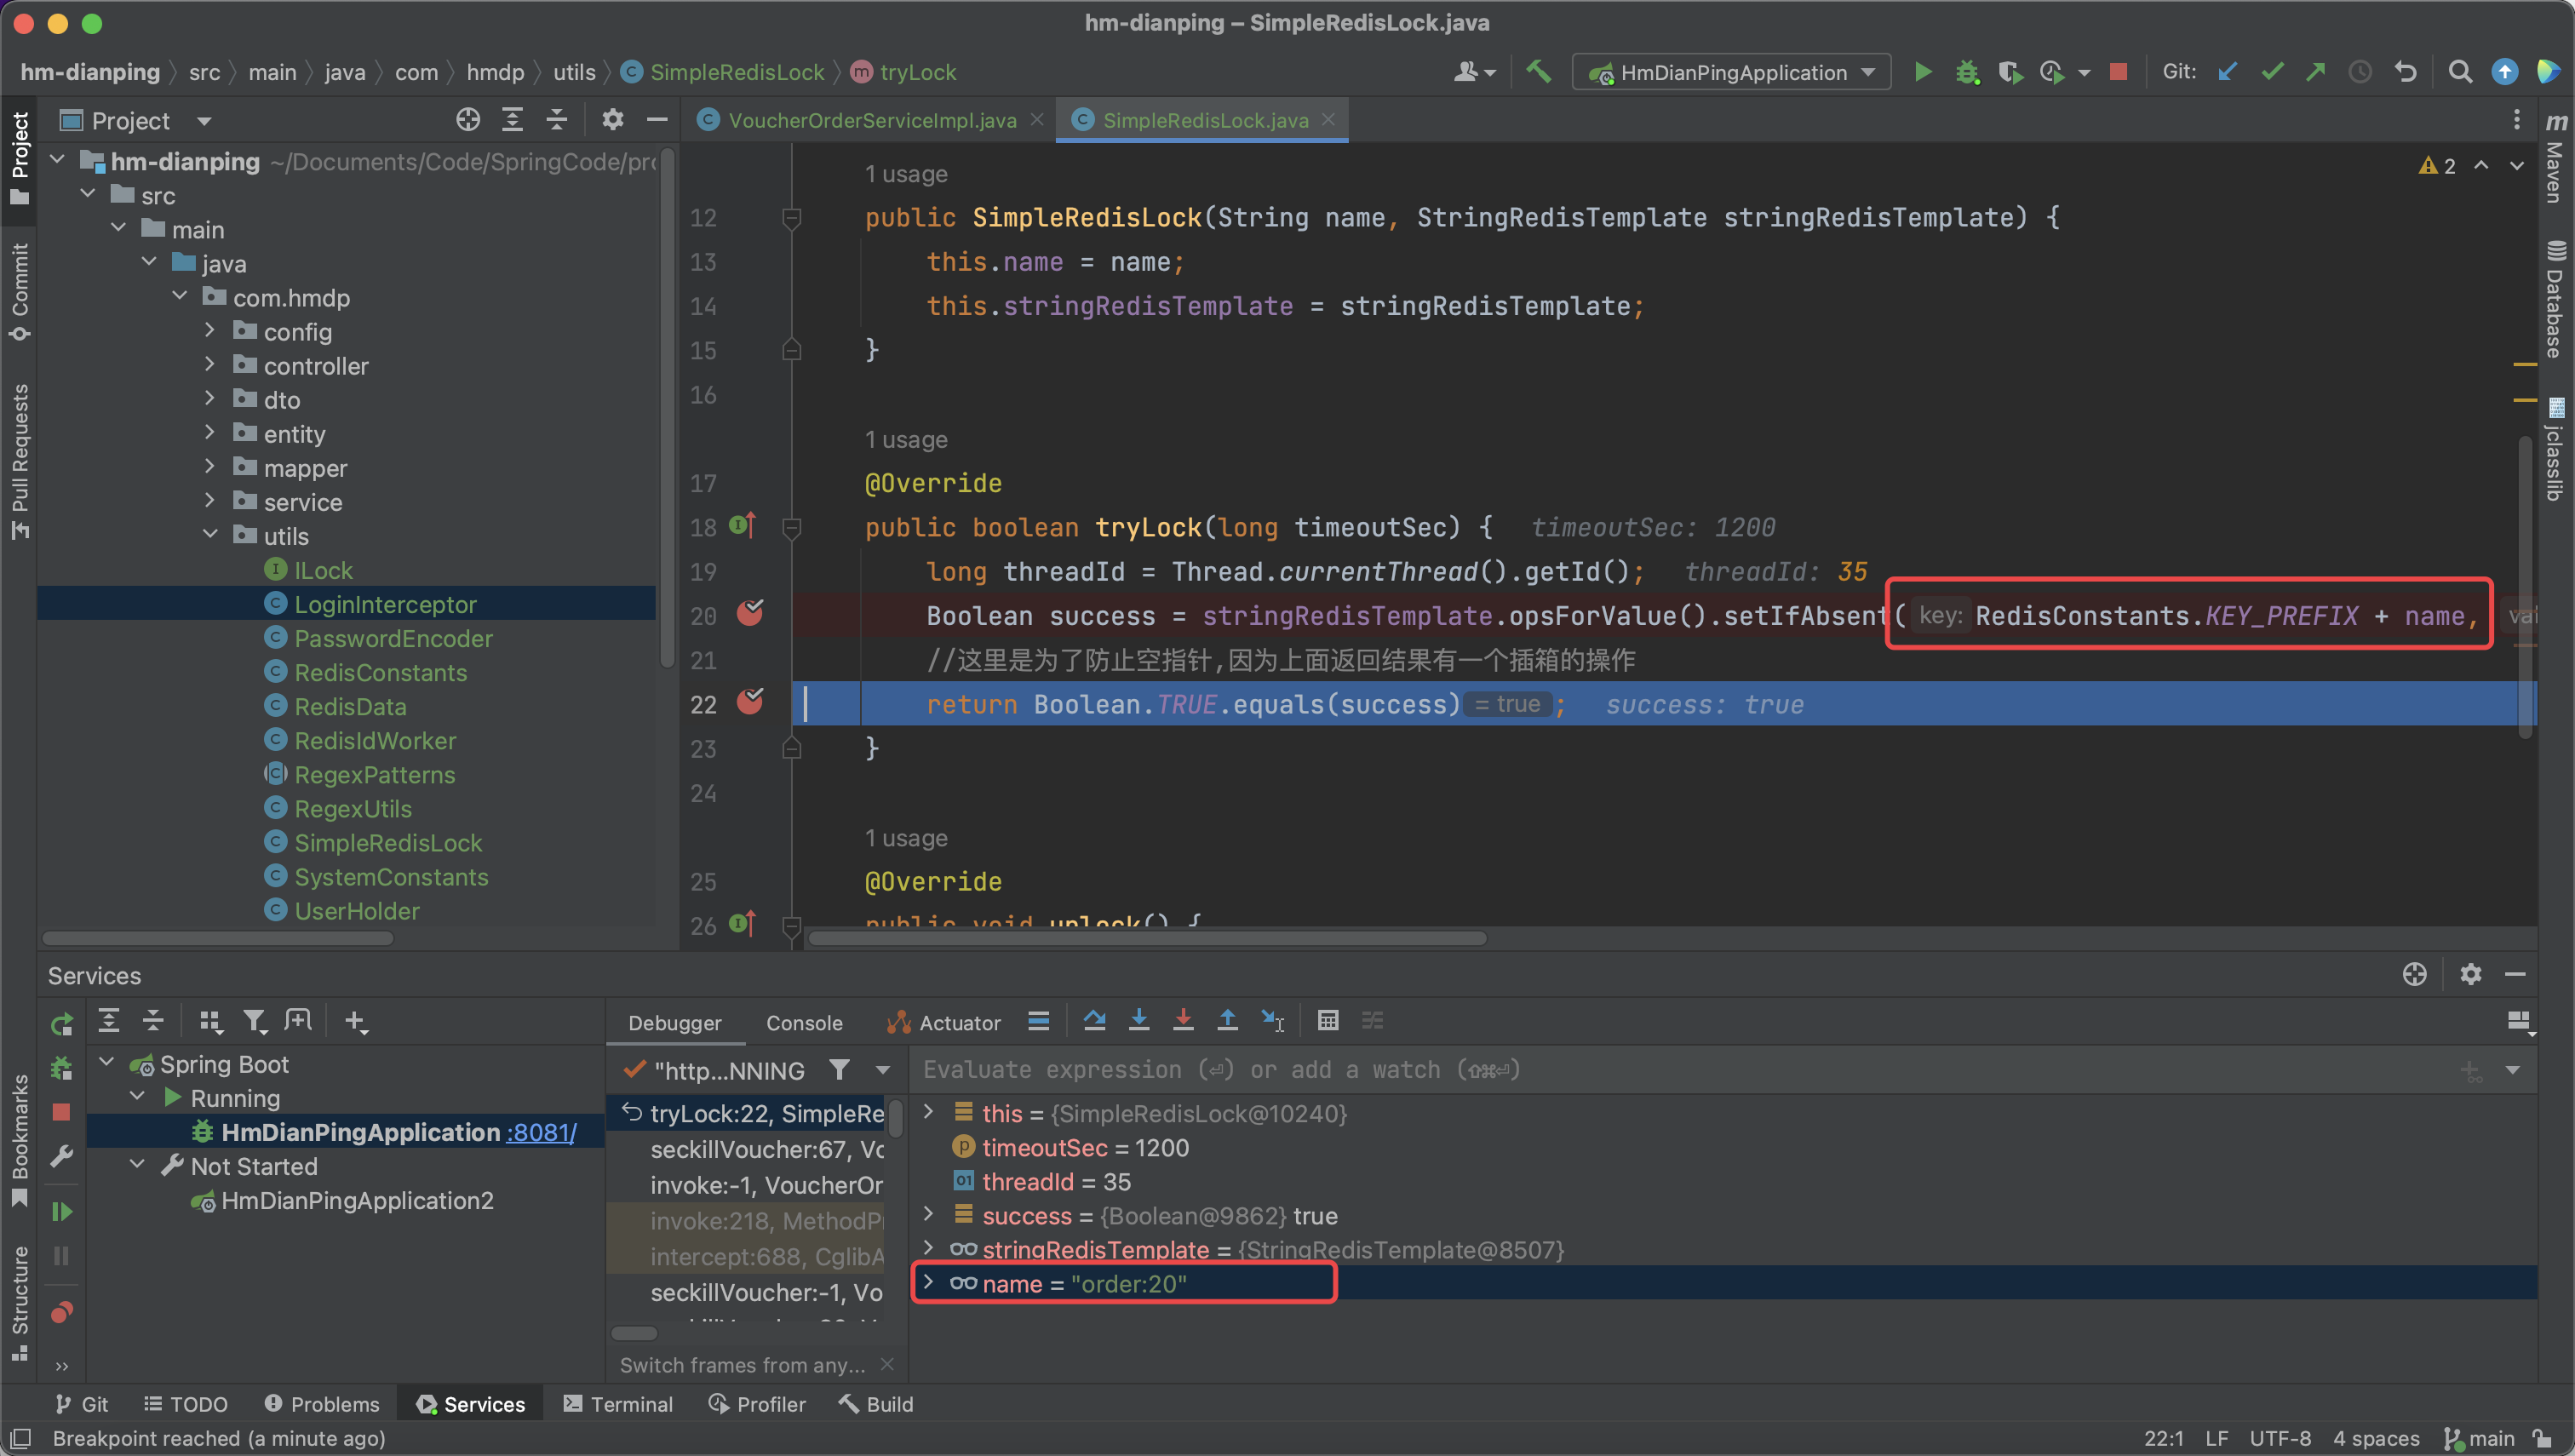 hm-dianping – SimpleRedisLock.java
hm-dianping src main java com hmdp utils SimpleRedisLock tryLock
HmDianPingApplication
Git:
Project
VoucherOrderServiceImpl.java
SimpleRedisLock.java
Project
Commit
Pull Requests
Bookmarks
Structure
Maven
Database
jclasslib
hm-dianping ~/Documents/Code/SpringCode/pro
src
main
java
com.hmdp
config
controller
dto
entity
mapper
service
utils
ILock
LoginInterceptor
PasswordEncoder
RedisConstants
RedisData
RedisIdWorker
RegexPatterns
RegexUtils
SimpleRedisLock
SystemConstants
UserHolder
2
1 usage
12 public SimpleRedisLock(String name, StringRedisTemplate stringRedisTemplate) {
13 this.name = name;
14 this.stringRedisTemplate = stringRedisTemplate;
15 }
16
1 usage
17 @Override
18 public boolean tryLock(long timeoutSec) { timeoutSec: 1200
19 long threadId = Thread.currentThread().getId(); threadId: 35
20 Boolean success = stringRedisTemplate.opsForValue().setIfAbsent( key: RedisConstants.KEY_PREFIX + name, val
21 //这里是为了防止空指针,因为上面返回结果有一个插箱的操作
22 return Boolean.TRUE.equals(success) = true ; success: true
23 }
24
1 usage
25 @Override
26 public void unlock() {
Services
Debugger Console Actuator
Spring Boot
Running
HmDianPingApplication :8081/
Not Started
HmDianPingApplication2
"http...NNING
tryLock:22, SimpleRe
seckillVoucher:67, Vo
invoke:-1, VoucherOr
invoke:218, MethodP
intercept:688, CglibA
seckillVoucher:-1, Vo
Switch frames from any...
Evaluate expression (⏎) or add a watch (⇧⌘⏎)
this = {SimpleRedisLock@10240}
timeoutSec = 1200
threadId = 35
success = {Boolean@9862} true
stringRedisTemplate = {StringRedisTemplate@8507}
name = "order:20"
Git TODO Problems Services Terminal Profiler Build
Breakpoint reached (a minute ago)
22:1 LF UTF-8 4 spaces main